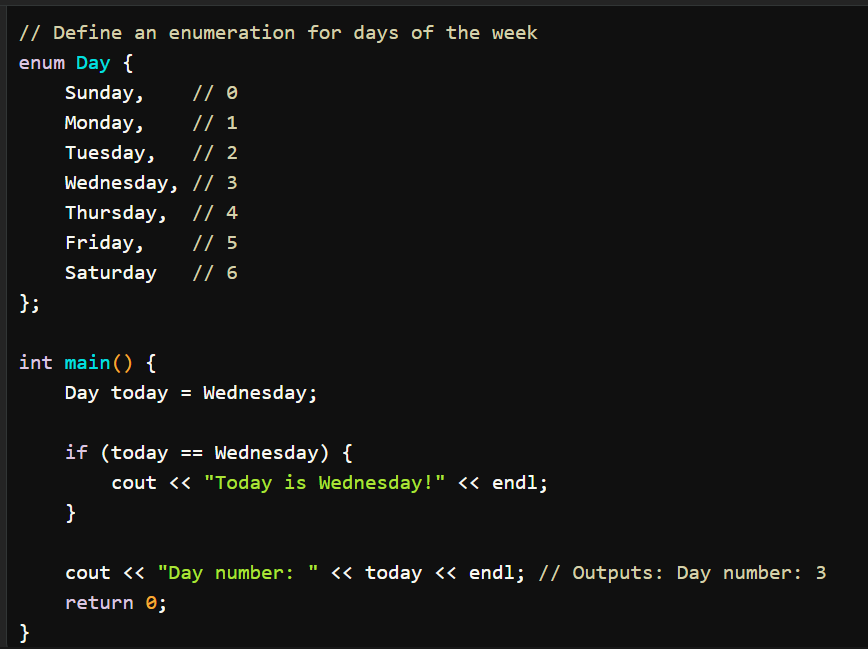 // Define an enumeration for days of the week
enum Day {
    Sunday,    // 0
    Monday,    // 1
    Tuesday,   // 2
    Wednesday, // 3
    Thursday,  // 4
    Friday,    // 5
    Saturday   // 6
};

int main() {
    Day today = Wednesday;

    if (today == Wednesday) {
        cout << "Today is Wednesday!" << endl;
    }

    cout << "Day number: " << today << endl; // Outputs: Day number: 3
    return 0;
}